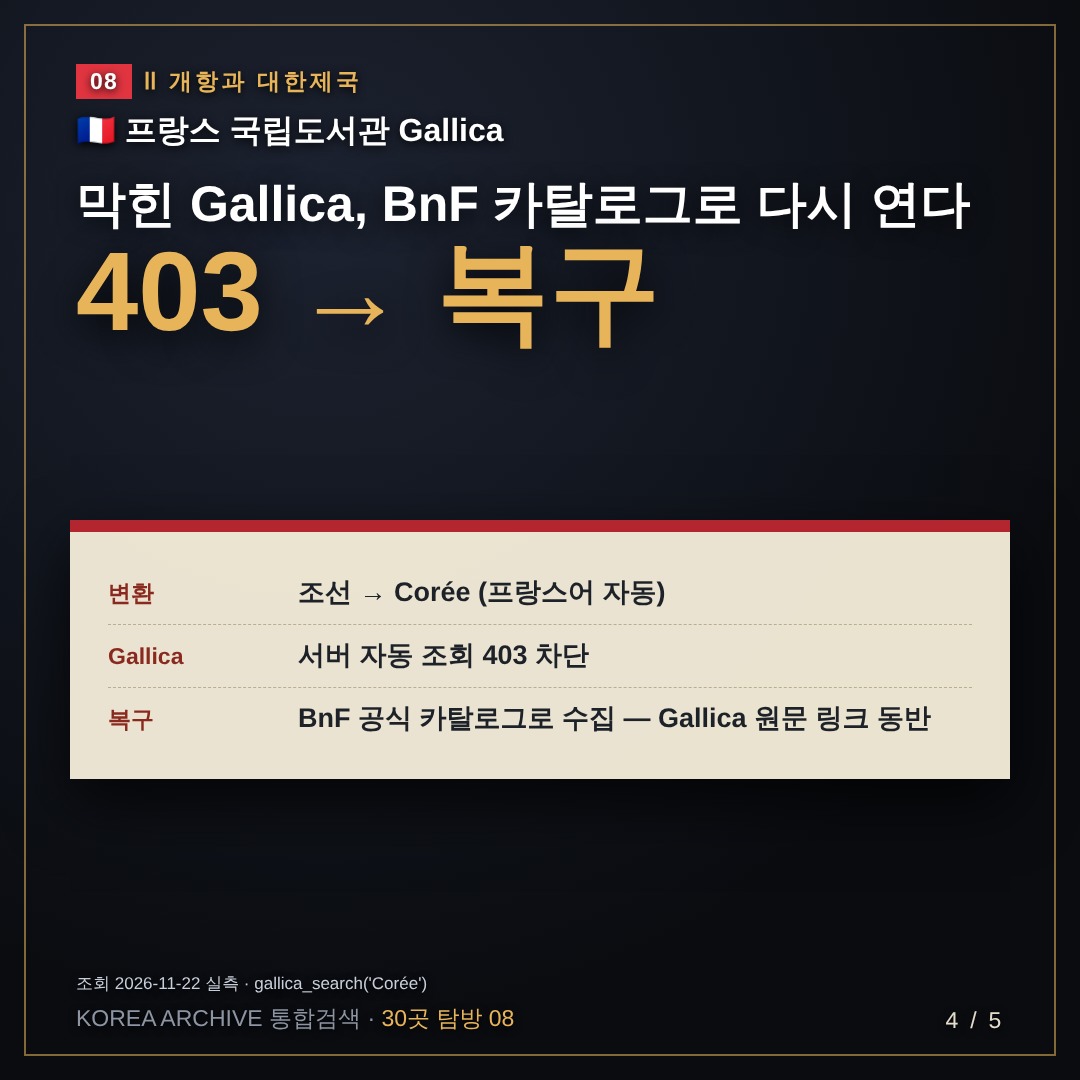 08 Ⅱ 개항과 대한제국
🇫🇷 프랑스 국립도서관 Gallica
막힌 Gallica, BnF 카탈로그로 다시 연다
403 → 복구
변환 조선 → Corée (프랑스어 자동)
Gallica 서버 자동 조회 403 차단
복구 BnF 공식 카탈로그로 수집 — Gallica 원문 링크 동반
조회 2026-11-22 실측 · gallica_search('Corée')
KOREA ARCHIVE 통합검색 · 30곳 탐방 08
4 / 5